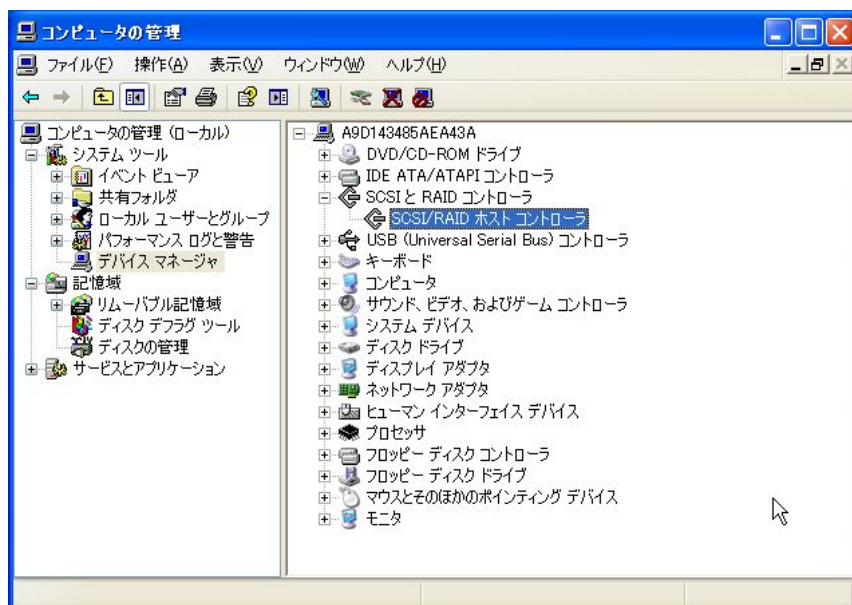 コンピュータの管理
ファイル(F) 操作(A) 表示(V) ウィンドウ(W) ヘルプ(H)
コンピュータの管理 (ローカル)
システム ツール
イベント ビューア
共有フォルダ
ローカル ユーザーとグループ
パフォーマンス ログと警告
デバイス マネージャ
記憶域
リムーバブル記憶域
ディスク デフラグ ツール
ディスクの管理
サービスとアプリケーション
A9D143485AEA43A
DVD/CD-ROM ドライブ
IDE ATA/ATAPI コントローラ
SCSI と RAID コントローラ
SCSI/RAID ホスト コントローラ
USB (Universal Serial Bus) コントローラ
キーボード
コンピュータ
サウンド、ビデオ、およびゲーム コントローラ
システム デバイス
ディスク ドライブ
ディスプレイ アダプタ
ネットワーク アダプタ
ヒューマン インターフェイス デバイス
プロセッサ
フロッピー ディスク コントローラ
フロッピー ディスク ドライブ
マウスとそのほかのポインティング デバイス
モニタ